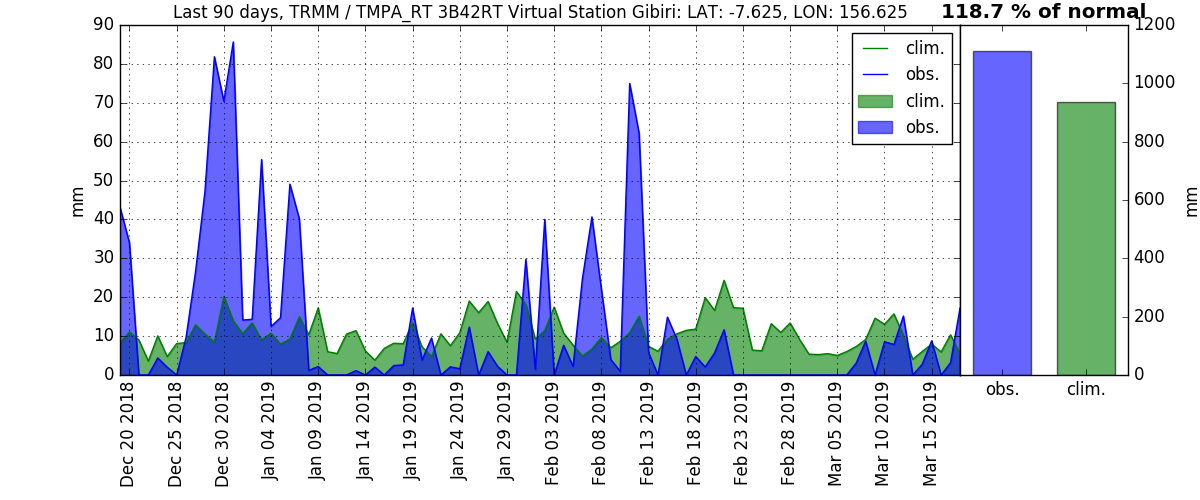 Last 90 days, TRMM / TMPA_RT 3B42RT Virtual Station Gibiri: LAT: -7.625, LON: 156.625
118.7 % of normal
90
80
70
60
50
40
30
20
10
0
mm
clim.
obs.
clim.
obs.
1200
1000
800
600
400
200
0
mm
Dec 20 2018
Dec 25 2018
Dec 30 2018
Jan 04 2019
Jan 09 2019
Jan 14 2019
Jan 19 2019
Jan 24 2019
Jan 29 2019
Feb 03 2019
Feb 08 2019
Feb 13 2019
Feb 18 2019
Feb 23 2019
Feb 28 2019
Mar 05 2019
Mar 10 2019
Mar 15 2019
obs.
clim.